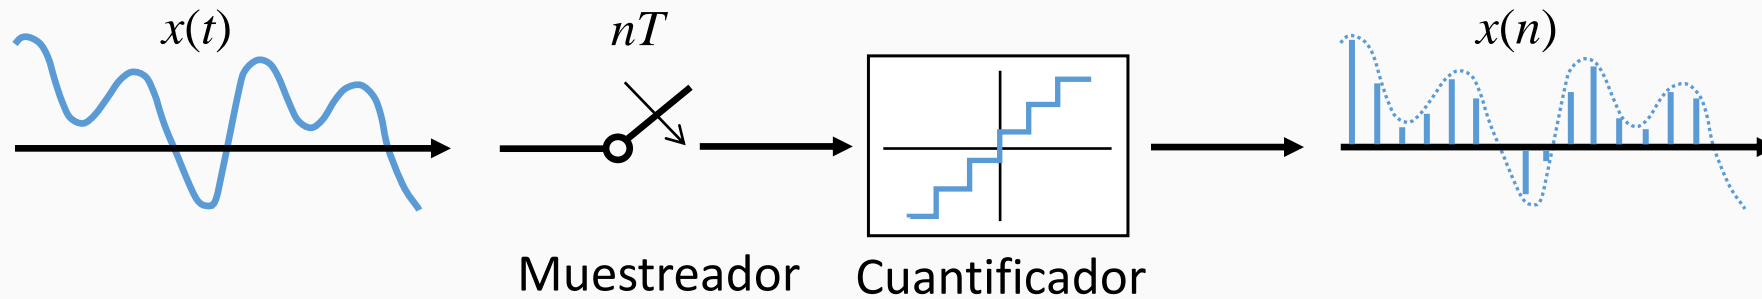 x(t)
nT
x(n)
Muestreador
Cuantificador